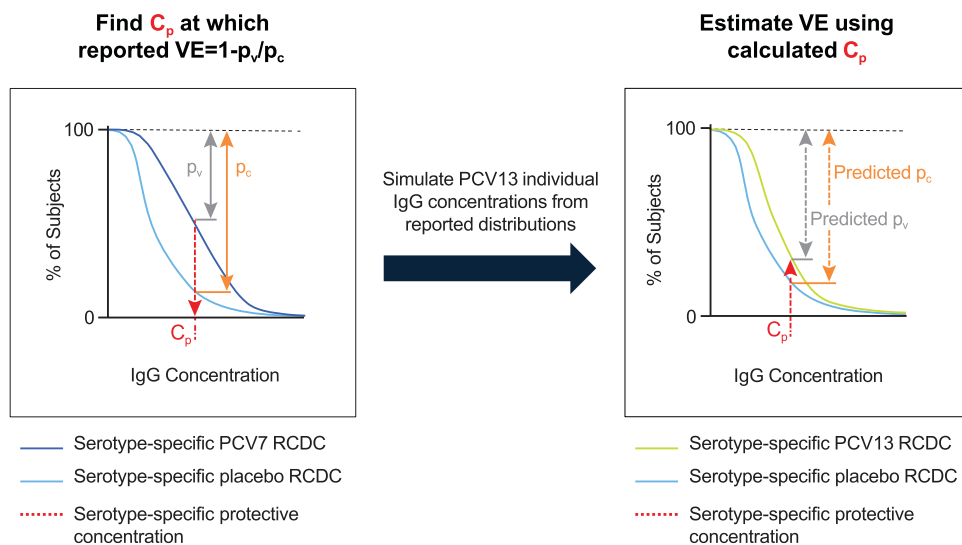 Find Cp at which
reported VE=1-pv/pc
100
pv
pc
% of Subjects
0
Cp
IgG Concentration
Serotype-specific PCV7 RCDC
Serotype-specific placebo RCDC
Serotype-specific protective
concentration
Simulate PCV13 individual
IgG concentrations from
reported distributions
Estimate VE using
calculated Cp
100
Predicted pc
Predicted pv
% of Subjects
0
Cp
IgG Concentration
Serotype-specific PCV13 RCDC
Serotype-specific placebo RCDC
Serotype-specific protective
concentration